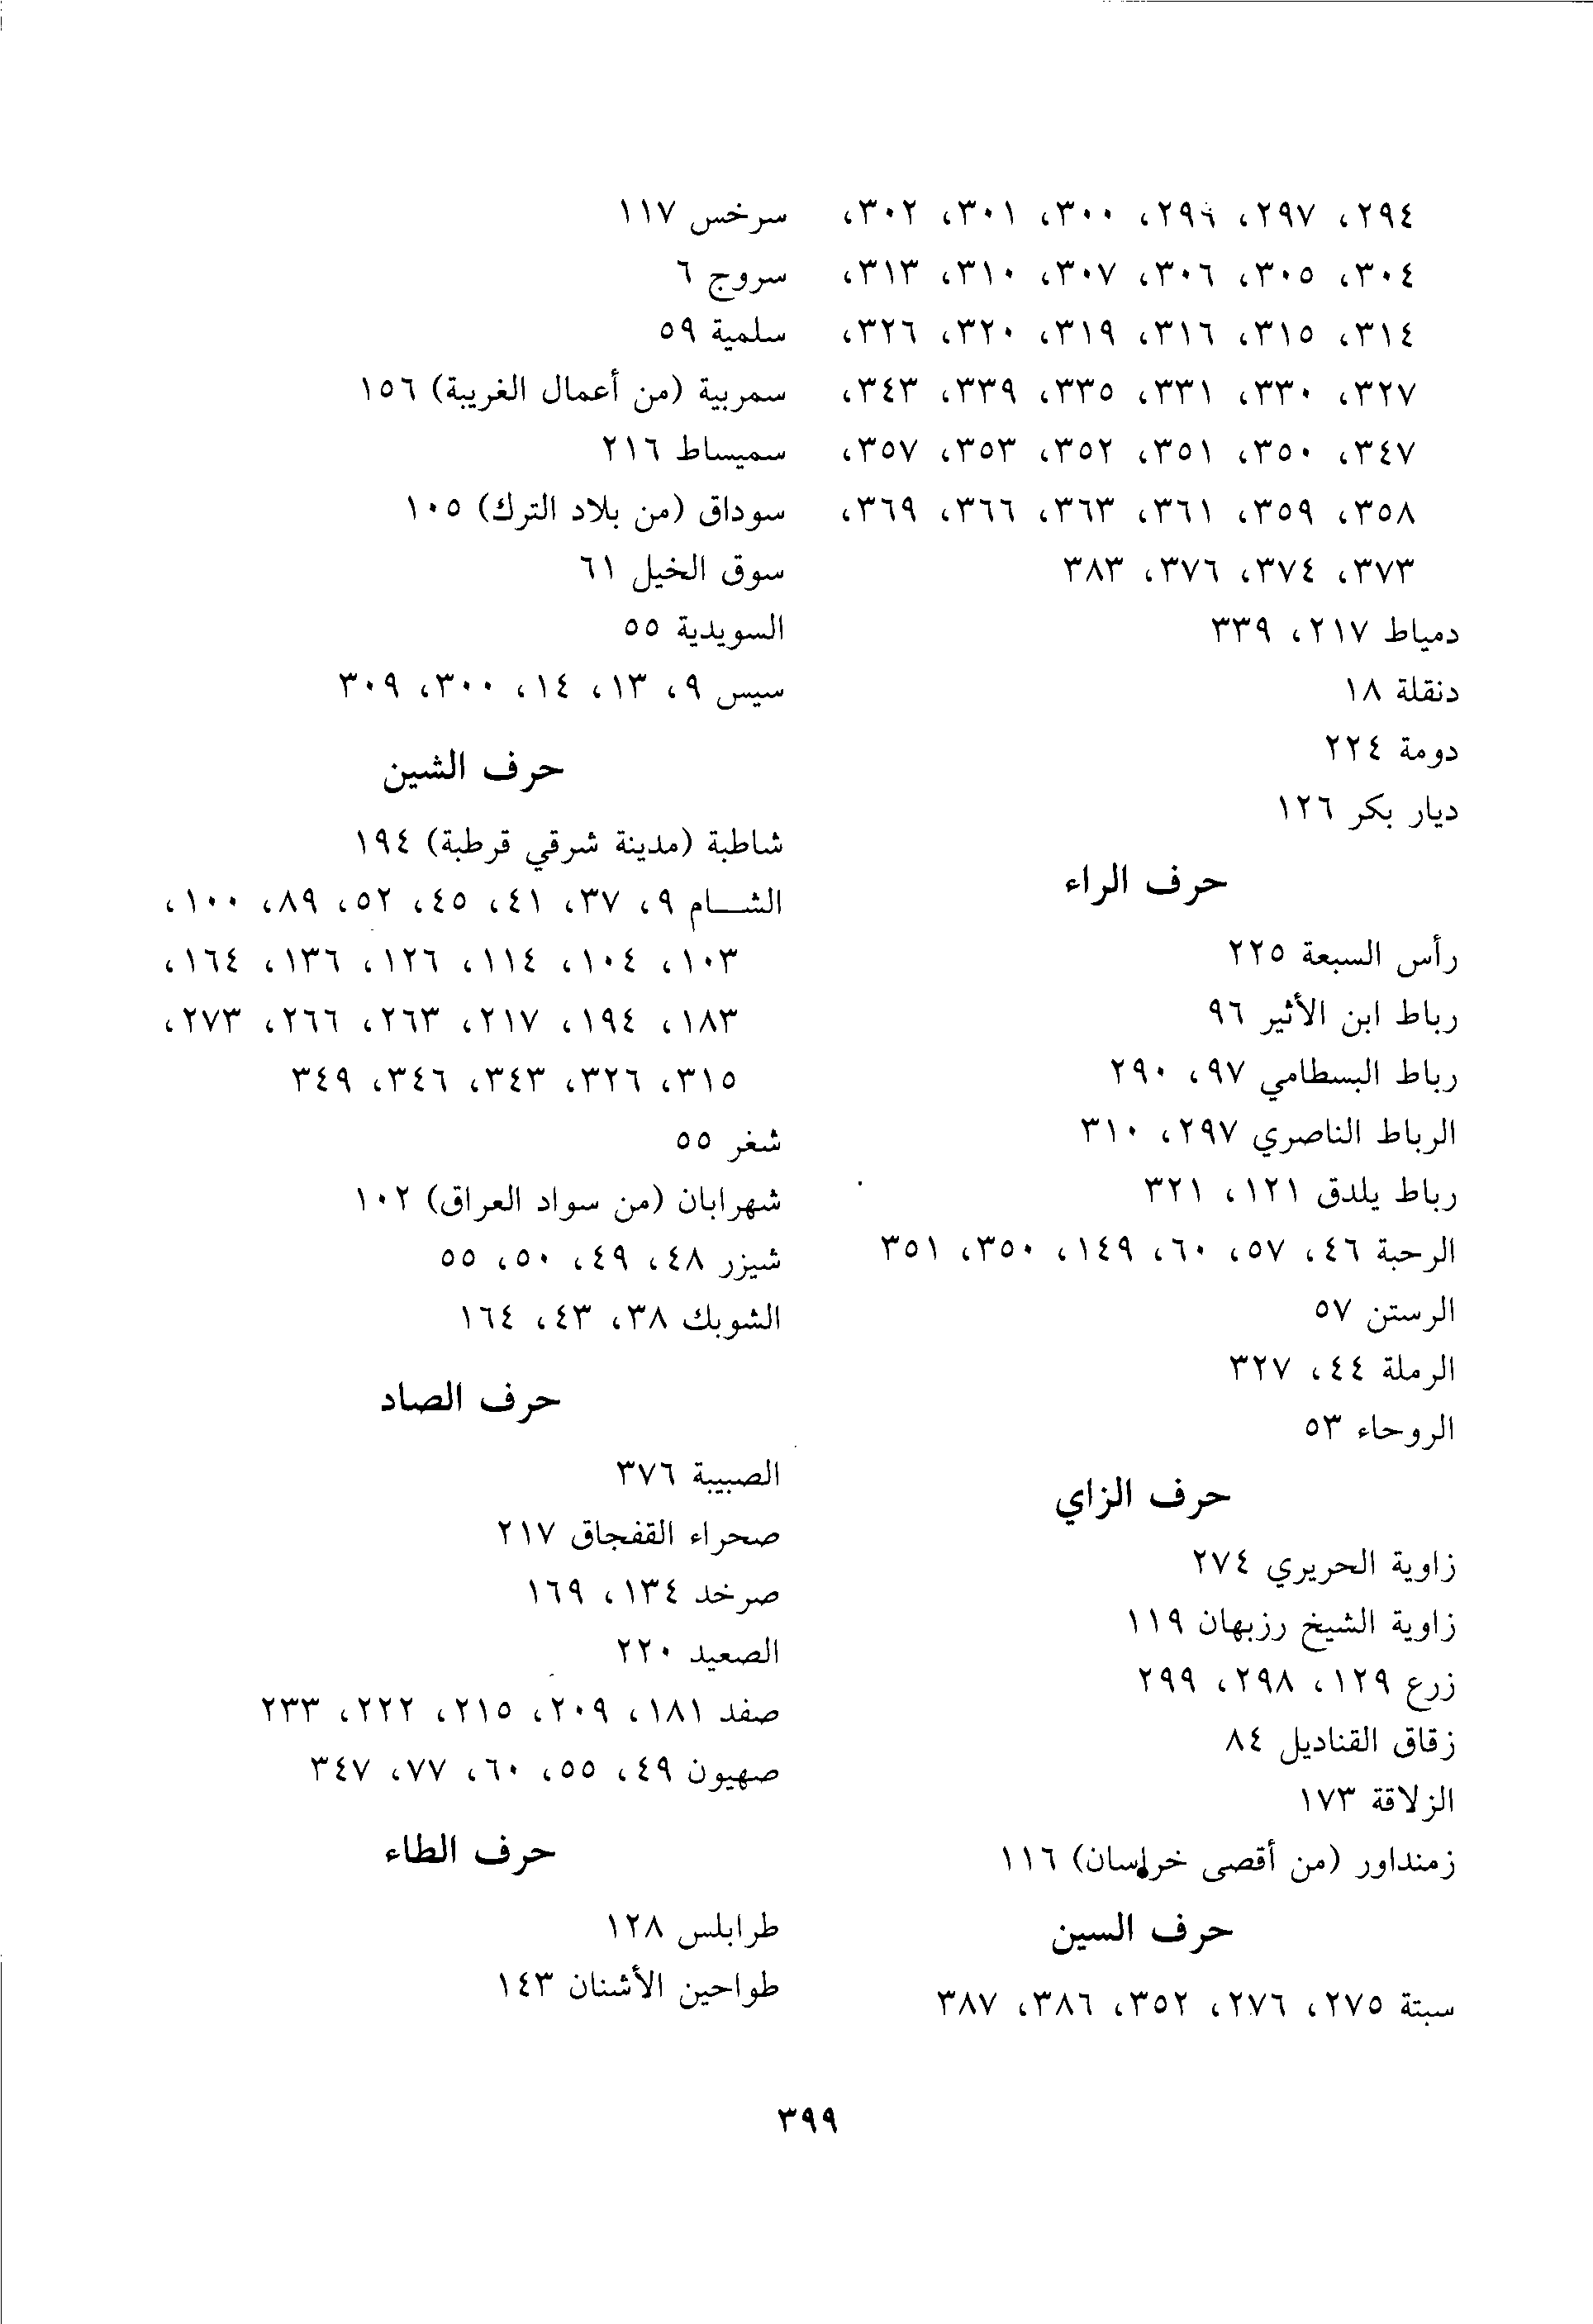 ٢٩٤، ٢٩٧، ٢٩٩، ٣٠٠، ٣٠١، ٣٠٢،
٣٠٤، ٣٠٥، ٣٠٦، ٣٠٧، ٣١٠، ٣١٣،
٣١٤، ٣١٥، ٣١٦، ٣١٩، ٣٢٠، ٣٢٦،
٣٢٧، ٣٣٠، ٣٣١، ٣٣٥، ٣٣٩، ٣٤٣،
٣٤٧، ٣٥٠، ٣٥١، ٣٥٢، ٣٥٣، ٣٥٧،
٣٥٨، ٣٥٩، ٣٦١، ٣٦٣، ٣٦٦، ٣٦٩،
٣٧٣، ٣٧٤، ٣٧٦، ٣٨٣
دمياط ٢١٧، ٣٣٩
دنقلة ١٨
دومة ٢٢٤
ديار بكر ١٢٦
حرف الراء
رأس السبعة ٢٢٥
رباط ابن الأثير ٩٦
رباط البسطامي ٩٧، ٢٩٠
الرباط الناصري ٢٩٧، ٣١٠
رباط يلدق ١٢١، ٣٢١
الرحبة ٤٦، ٥٧، ٦٠، ١٤٩، ٣٥٠، ٣٥١
الرستن ٥٧
الرملة ٤٤، ٣٢٧
الروحاء ٥٣
حرف الزاي
زاوية الحريري ٢٧٤
زاوية الشيخ رزبهان ١١٩
زرع ١٢٩، ٢٩٨، ٢٩٩
زقاق القناديل ٨٤
الزلاقة ١٧٣
زمنداور (من أقصى خراسان) ١١٦
حرف السين
سبتة ٢٧٥، ٢٧٦، ٣٥٢، ٣٨٦، ٣٨٧
سرخس ١١٧
سروج ٦
سلمية ٥٩
سمربية (من أعمال الغريبة) ١٥٦
سميساط ٢١٦
سوداق (من بلاد الترك) ١٠٥
سوق الخيل ٦١
السويدية ٥٥
سيس ٩، ١٣، ١٤، ٣٠٠، ٣٠٩
حرف الشين
شاطبة (مدينة شرقي قرطبة) ١٩٤
الشـام ٩، ٣٧، ٤١، ٤٥، ٥٢، ٨٩، ١٠٠،
١٠٣، ١٠٤، ١١٤، ١٢٦، ١٣٦، ١٦٤،
١٨٣، ١٩٤، ٢١٧، ٢٦٣، ٢٦٦، ٢٧٣،
٣١٥، ٣٢٦، ٣٤٣، ٣٤٦، ٣٤٩
شغر ٥٥
شهرابان (من سواد العراق) ١٠٢
شيزر ٤٨، ٤٩، ٥٠، ٥٥
الشوبك ٣٨، ٤٣، ١٦٤
حرف الصاد
الصبيبة ٣٧٦
صحراء القفجاق ٢١٧
صرخد ١٣٤، ١٦٩
الصعيد ٢٢٠
صفد ١٨١، ٢٠٩، ٢١٥، ٢٢٢، ٢٣٣
صهيون ٤٩، ٥٥، ٦٠، ٧٧، ٣٤٧
حرف الطاء
طرابلس ١٢٨
طواحين الأشنان ١٤٣
٣٩٩